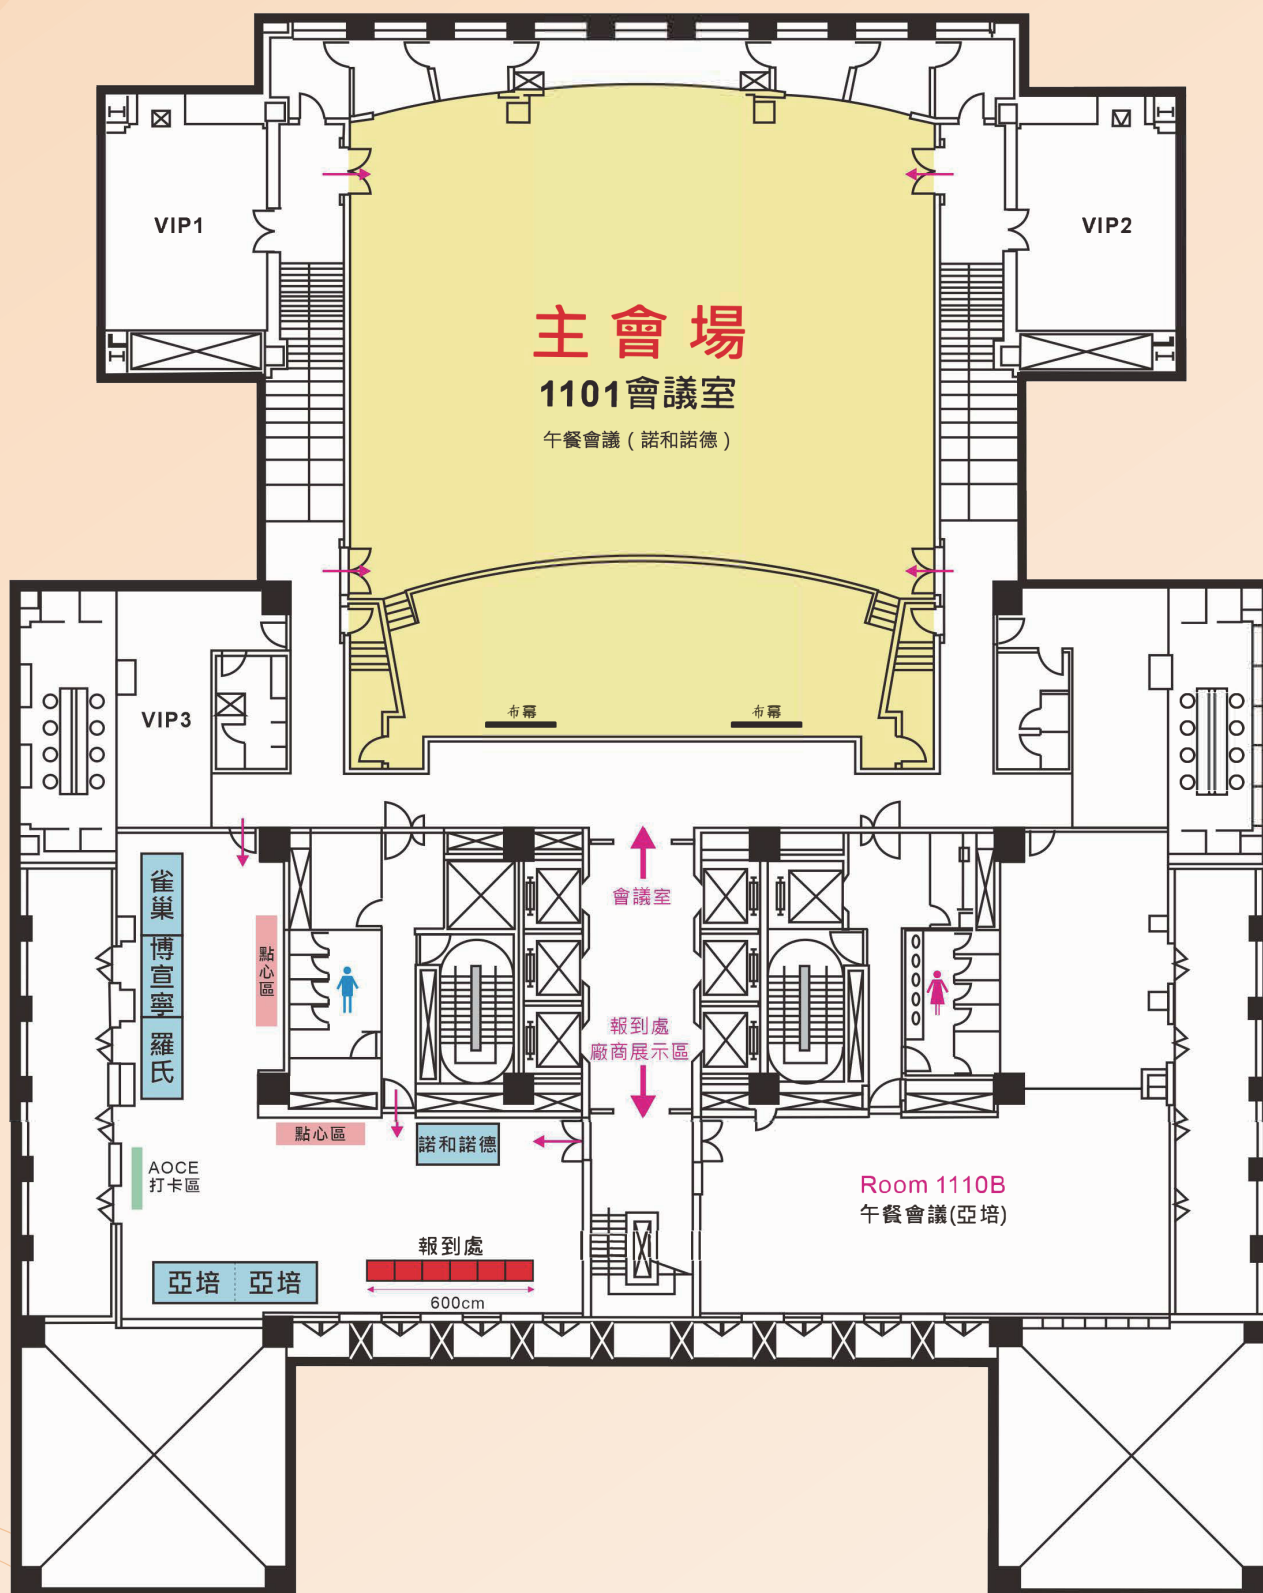 VIP1
VIP2
主會場
1101會議室
午餐會議（諾和諾德）
布幕
布幕
VIP3
會議室
雀巢
博宣寧
羅氏
點心區
報到處
廠商展示區
點心區
諾和諾德
AOCE
打卡區
Room 1110B
午餐會議(亞培)
報到處
600cm
亞培
亞培